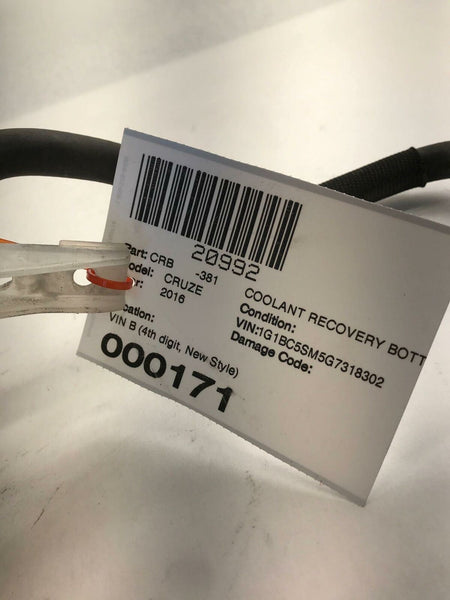 20992
Part: CRB -381
COOLANT RECOVERY BOTT
CRUZE
Condition:
2016
VIN:1G1BC5SM5G7318302
Damage Code:
VIN B (4th digit, New Style)
000171